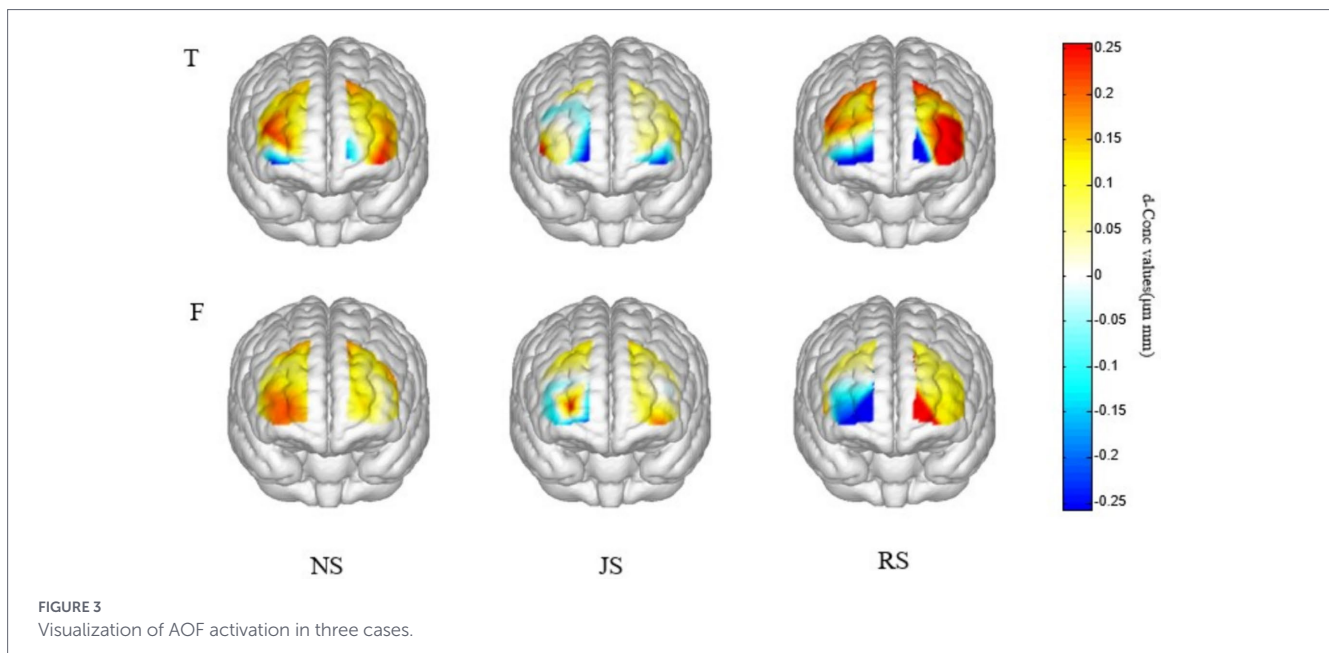 T
F
NS
JS
RS
0.25
0.2
0.15
0.1
0.05
0
-0.05
-0.1
-0.15
-0.2
-0.25
d-Conc values(μm mm)
FIGURE 3
Visualization of AOF activation in three cases.